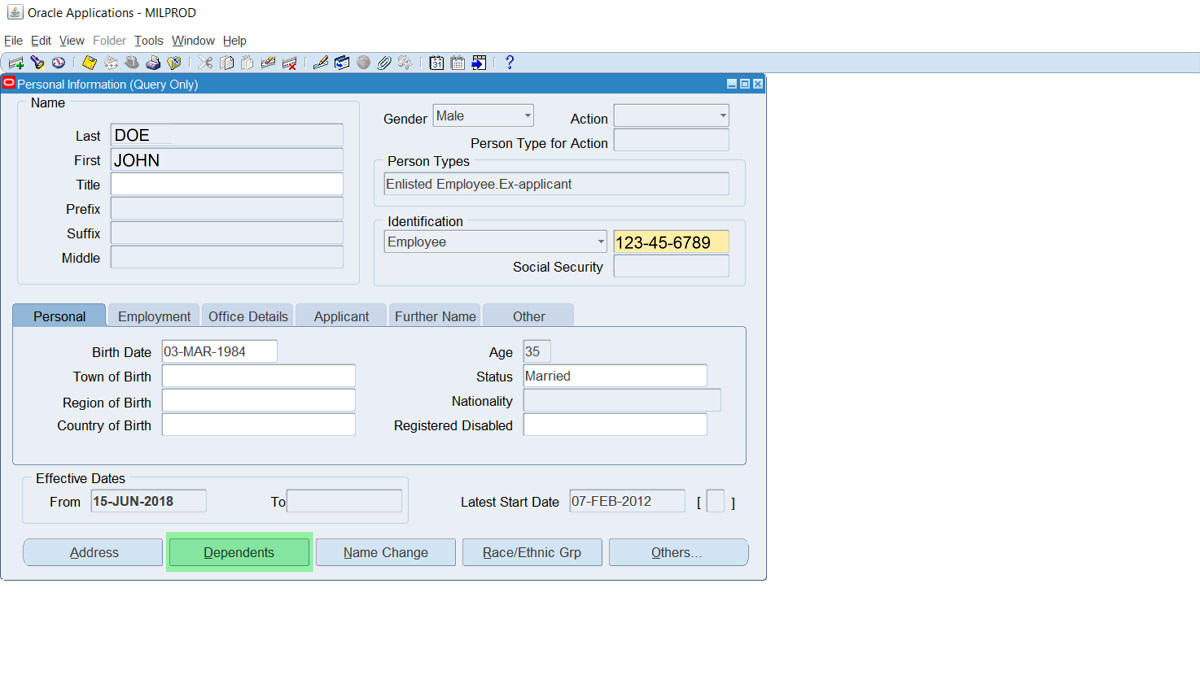 Oracle Applications - MILPROD
File Edit View Folder Tools Window Help
Personal Information (Query Only)
Name
Last DOE
First JOHN
Title
Prefix
Suffix
Middle
Gender Male Action
Person Type for Action
Person Types
Enlisted Employee.Ex-applicant
Identification
Employee 123-45-6789
Social Security
Personal Employment Office Details Applicant Further Name Other
Birth Date 03-MAR-1984 Age 35
Town of Birth Status Married
Region of Birth Nationality
Country of Birth Registered Disabled
Effective Dates
From 15-JUN-2018 To Latest Start Date 07-FEB-2012 [ ]
Address Dependents Name Change Race/Ethnic Grp Others...